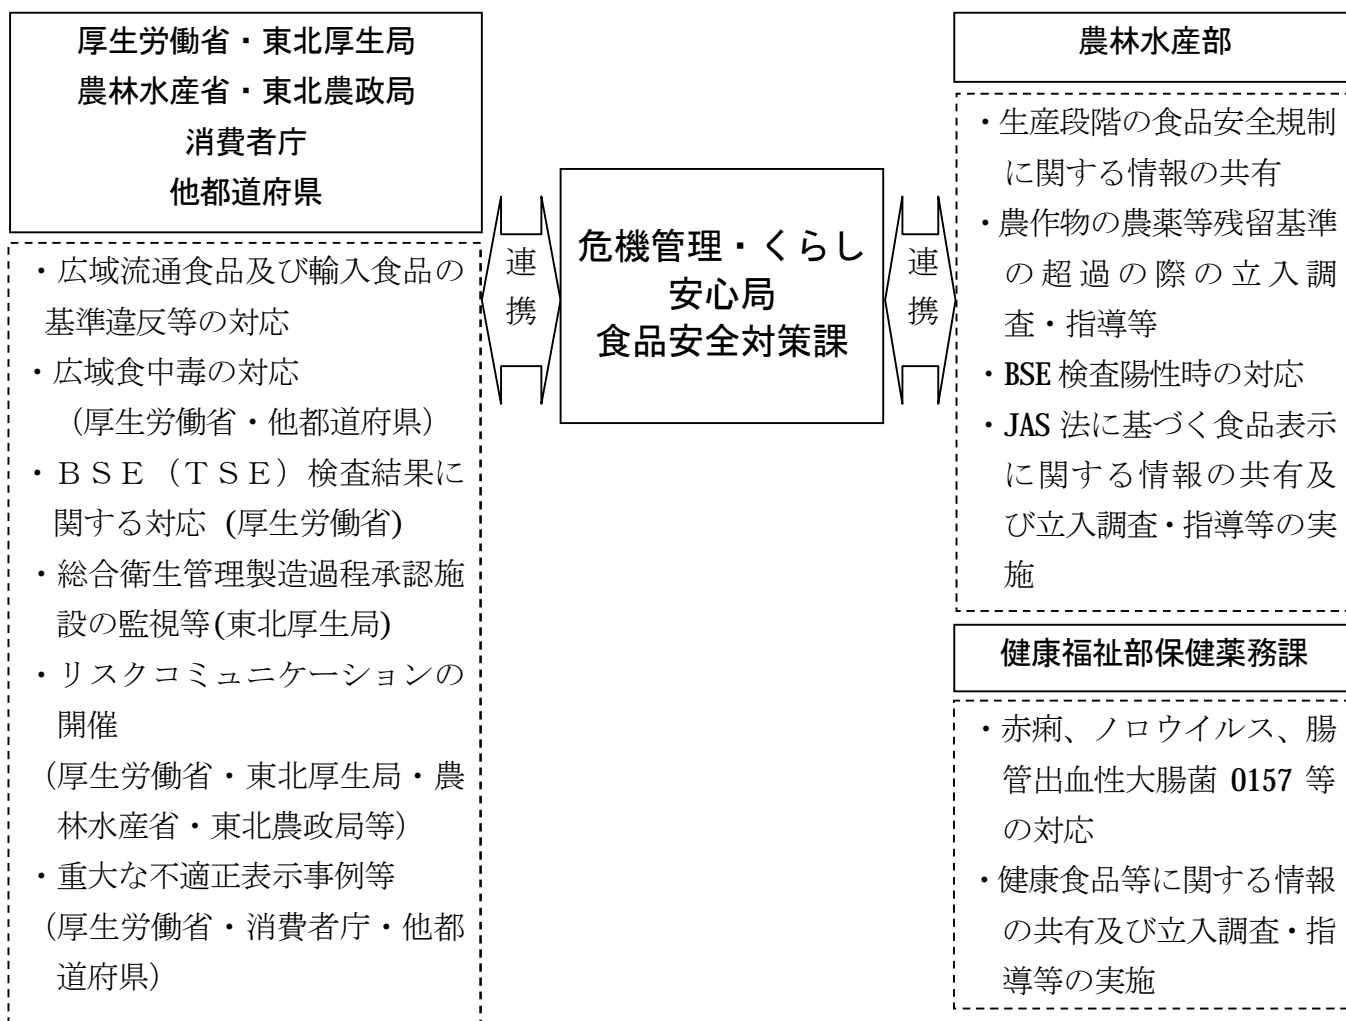 厚生労働省・東北厚生局
農林水産省・東北農政局
消費者庁
他都道府県
・広域流通食品及び輸入食品の
基準違反等の対応
・広域食中毒の対応
（厚生労働省・他都道府県）
・ＢＳＥ（ＴＳＥ）検査結果に
関する対応 (厚生労働省)
・総合衛生管理製造過程承認施
設の監視等(東北厚生局)
・リスクコミュニケーションの
開催
（厚生労働省・東北厚生局・農
林水産省・東北農政局等）
・重大な不適正表示事例等
（厚生労働省・消費者庁・他都
道府県）
連
携
危機管理・くらし
安心局
食品安全対策課
連
携
農林水産部
・生産段階の食品安全規制
に関する情報の共有
・農作物の農薬等残留基準
の超過の際の立入調
査・指導等
・BSE 検査陽性時の対応
・JAS 法に基づく食品表示
に関する情報の共有及
び立入調査・指導等の実
施
健康福祉部保健薬務課
・赤痢、ノロウイルス、腸
管出血性大腸菌 0157 等
の対応
・健康食品等に関する情報
の共有及び立入調査・指
導等の実施